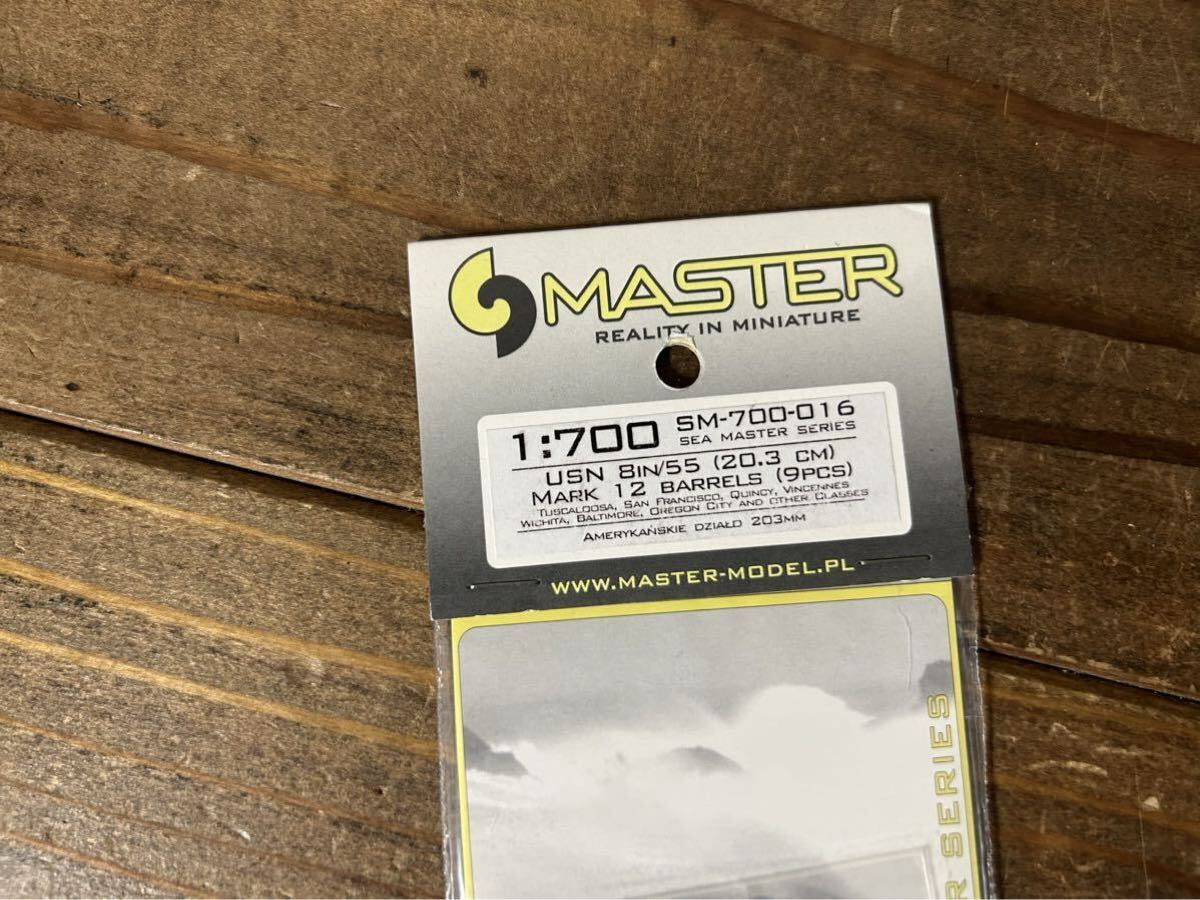 MASTER
REALITY IN MINIATURE
1:700 SM-700-016
SEA MASTER SERIES
USN 8IN/55 (20.3 CM)
MARK 12 BARRELS (9PCS)
TUSCALOOSA, SAN FRANCISCO, QUINCY, VINCENNES
WICHITA, BALTIMORE, OREGON CITY AND OTHER CLASSES
AMERYKAŃSKIE DZIAŁO 203MM
WWW.MASTER-MODEL.PL
R SERIES